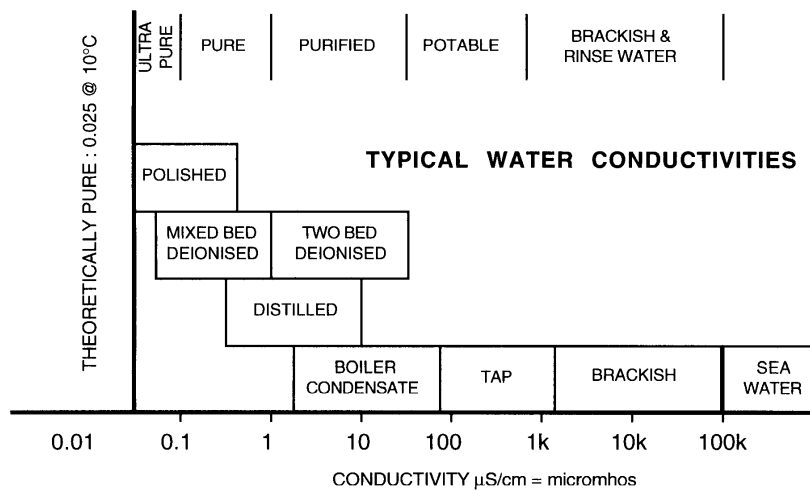 ULTRA
PURE
PURE
PURIFIED
POTABLE
BRACKISH &
RINSE WATER
THEORETICALLY PURE : 0.025 @ 10°C
TYPICAL WATER CONDUCTIVITIES
POLISHED
MIXED BED
DEIONISED
TWO BED
DEIONISED
DISTILLED
BOILER
CONDENSATE
TAP
BRACKISH
SEA
WATER
0.01 0.1 1 10 100 1k 10k 100k
CONDUCTIVITY µS/cm = micromhos